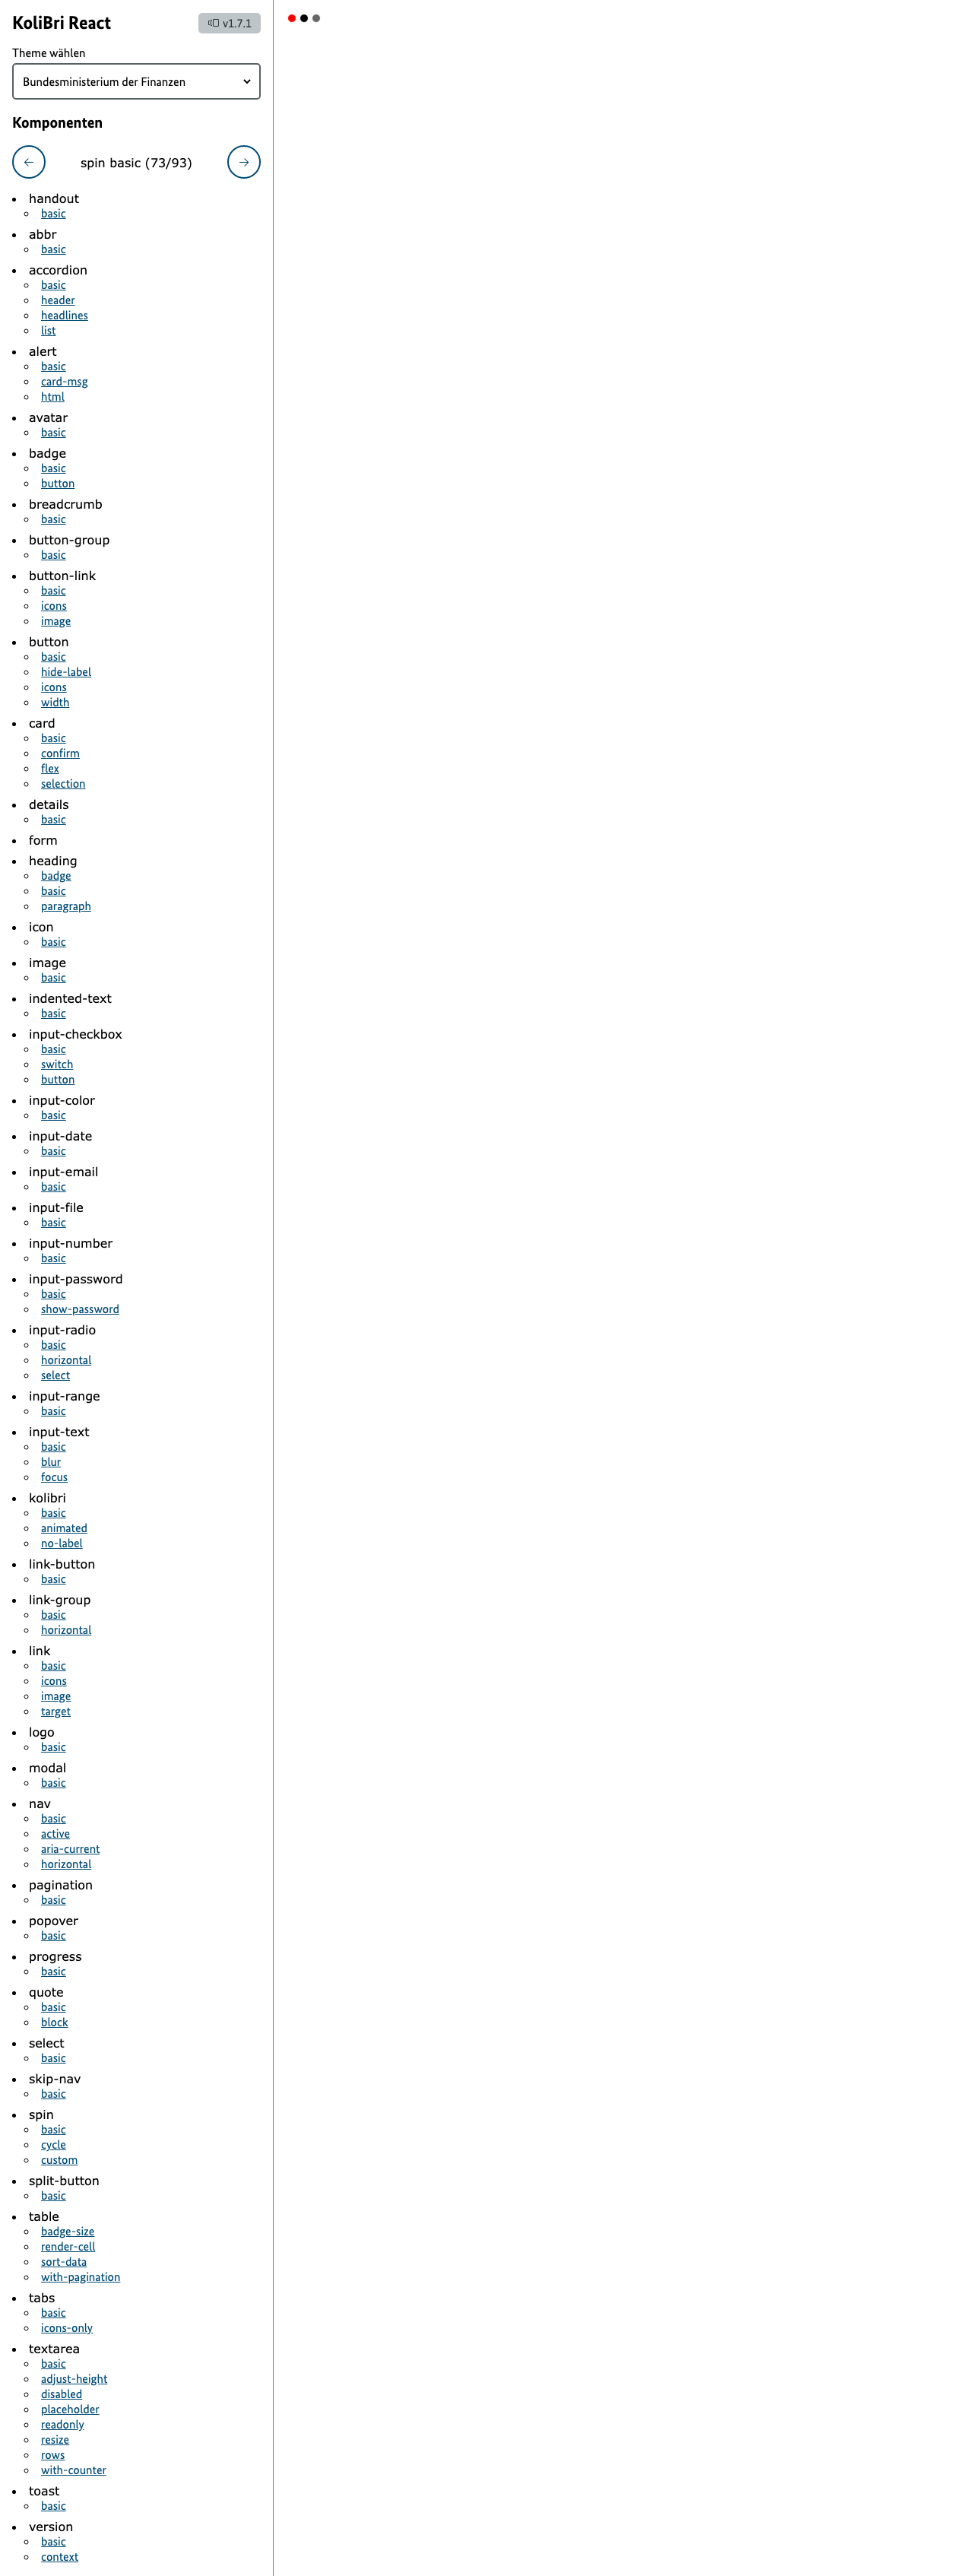 KoliBri React
v1.7.1
Theme wählen
Bundesministerium der Finanzen
Komponenten
spin basic (73/93)
handout
basic
abbr
basic
accordion
basic
header
headlines
list
alert
basic
card-msg
html
avatar
basic
badge
basic
button
breadcrumb
basic
button-group
basic
button-link
basic
icons
image
button
basic
hide-label
icons
width
card
basic
confirm
flex
selection
details
basic
form
heading
badge
basic
paragraph
icon
basic
image
basic
indented-text
basic
input-checkbox
basic
switch
button
input-color
basic
input-date
basic
input-email
basic
input-file
basic
input-number
basic
input-password
basic
show-password
input-radio
basic
horizontal
select
input-range
basic
input-text
basic
blur
focus
kolibri
basic
animated
no-label
link-button
basic
link-group
basic
horizontal
link
basic
icons
image
target
logo
basic
modal
basic
nav
basic
active
aria-current
horizontal
pagination
basic
popover
basic
progress
basic
quote
basic
block
select
basic
skip-nav
basic
spin
basic
cycle
custom
split-button
basic
table
badge-size
render-cell
sort-data
with-pagination
tabs
basic
icons-only
textarea
basic
adjust-height
disabled
placeholder
readonly
resize
rows
with-counter
toast
basic
version
basic
context